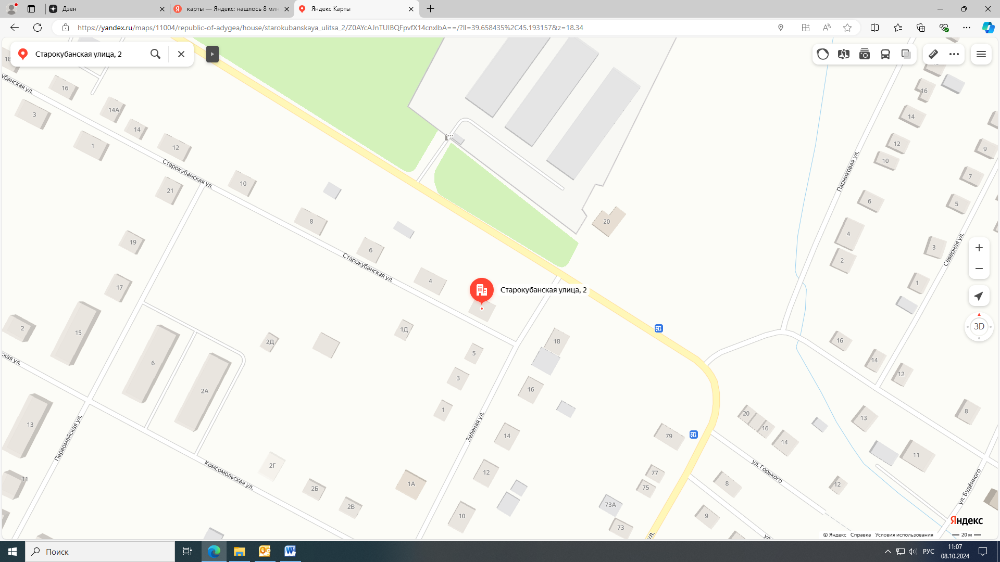 Дзен
карты — Яндекс: нашлось 8 млн
Яндекс Карты
https://yandex.ru/maps/11004/republic-of-adygea/house/starokubanskaya_ulitsa_2/Z0AYcAJnTUIBQFpvfX14cnxlbA==/?ll=39.658435%2C45.193157&z=18.34
Старокубанская улица, 2
18
убанская ул.
16
3
14А
14
1
12
Старокубанская ул.
10
21
8
19
6
Старокубанская ул.
4
17
Старокубанская улица, 2
20
16
14
12
10
9
7
Парниковая ул.
6
5
4
3
2
Северная ул.
1
2
15
6
2А
2Д
1Д
5
3
1
18
16
16
14
12
ская ул.
13
Первомайская ул.
11
Комсомольская ул.
2Г
2Б
2В
1А
Зелёная ул.
14
12
10
79
77
75
73А
73
20
16
14
13
8
11
12
ул. Горького
8
9
ул. Будённого
ул.
ул.
3D
Яндекс
© Яндекс Справка Условия использования
20 м
Поиск
РУС
11:07
08.10.2024